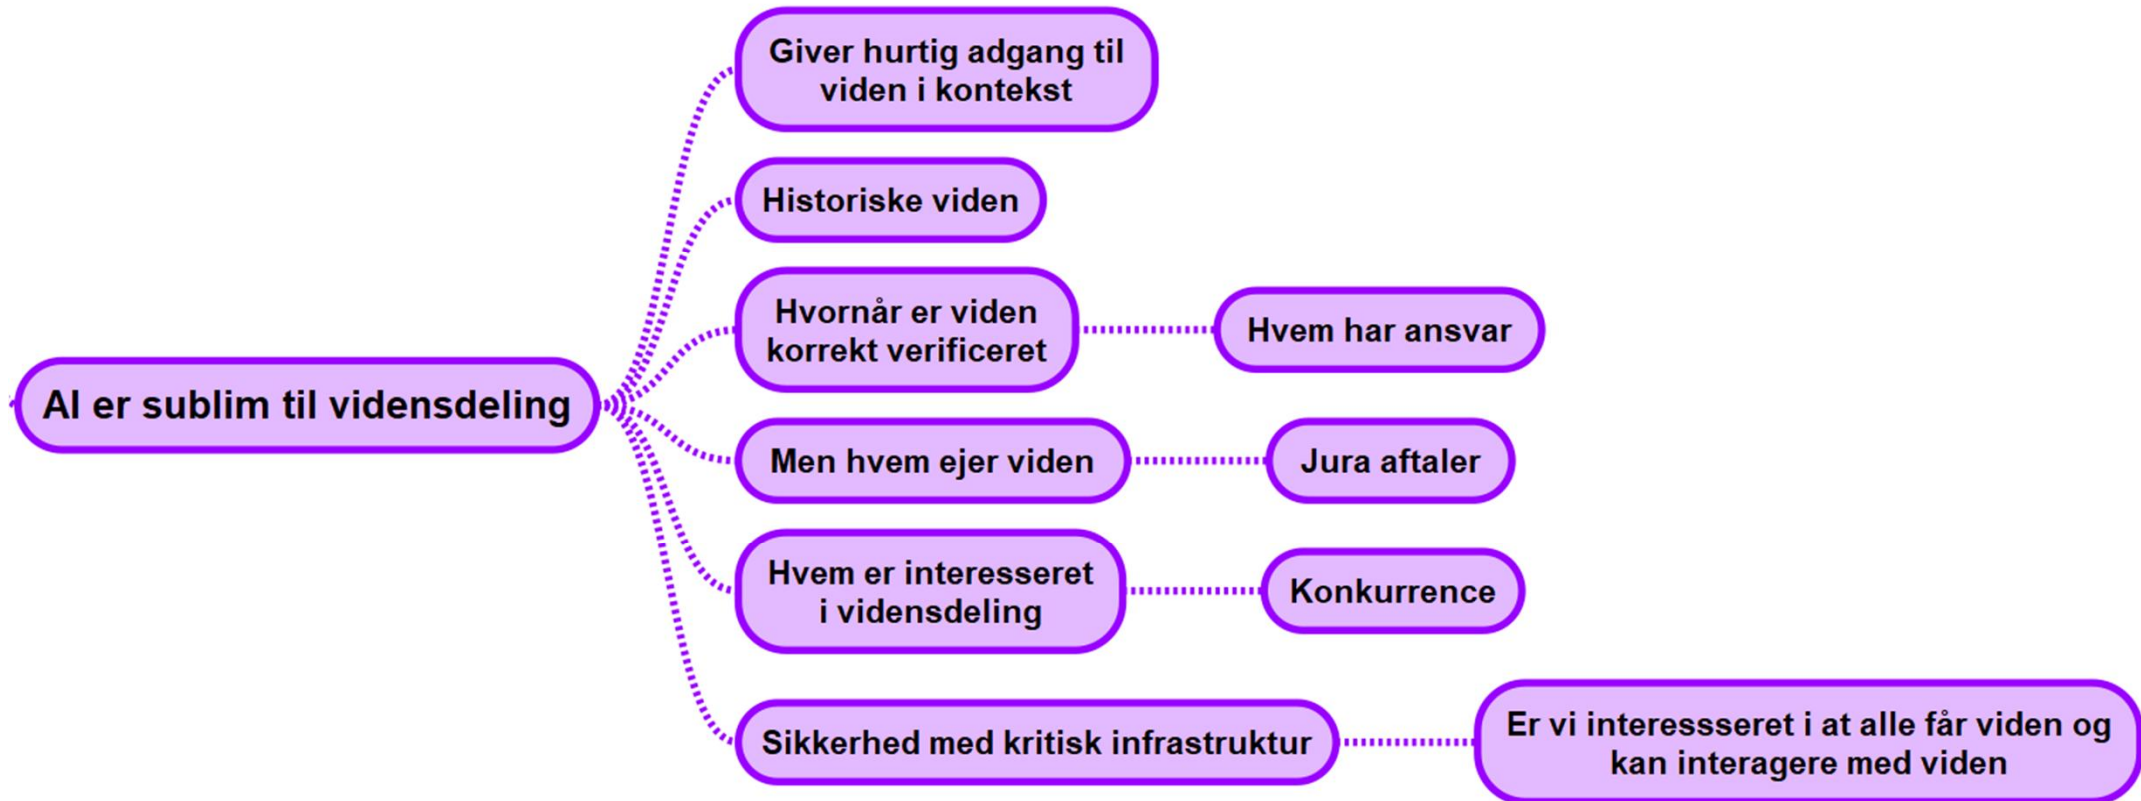 Giver hurtig adgang til
viden i kontekst
Historiske viden
Hvornår er viden
korrekt verificeret
Hvem har ansvar
AI er sublim til vidensdeling
Men hvem ejer viden
Jura aftaler
Hvem er interesseret
i vidensdeling
Konkurrence
Sikkerhed med kritisk infrastruktur
Er vi interessseret i at alle får viden og
kan interagere med viden